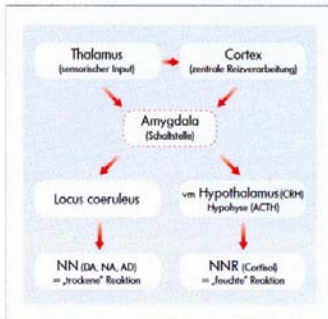 Thalamus
(sensorischer Input)
Cortex
(zentrale Reizverarbeitung)
Amygdala
(Schaltstelle)
Locus coeruleus
vm Hypothalamus (CRH)
Hypohyse (ACTH)
NN (DA, NA, AD)
= „trockene" Reaktion
NNR (Cortisol)
= „feuchte" Reaktion